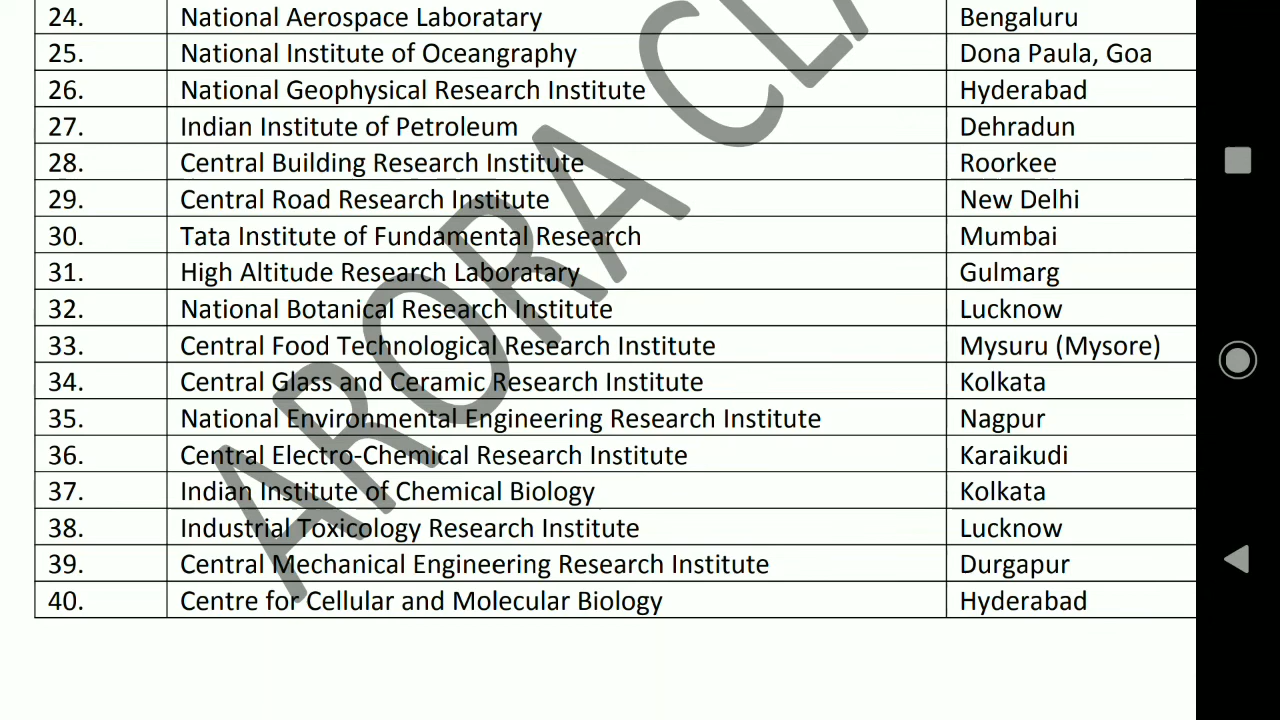 24. National Aerospace Laboratary Bengaluru
25. National Institute of Oceangraphy Dona Paula, Goa
26. National Geophysical Research Institute Hyderabad
27. Indian Institute of Petroleum Dehradun
28. Central Building Research Institute Roorkee
29. Central Road Research Institute New Delhi
30. Tata Institute of Fundamental Research Mumbai
31. High Altitude Research Laboratary Gulmarg
32. National Botanical Research Institute Lucknow
33. Central Food Technological Research Institute Mysuru (Mysore)
34. Central Glass and Ceramic Research Institute Kolkata
35. National Environmental Engineering Research Institute Nagpur
36. Central Electro-Chemical Research Institute Karaikudi
37. Indian Institute of Chemical Biology Kolkata
38. Industrial Toxicology Research Institute Lucknow
39. Central Mechanical Engineering Research Institute Durgapur
40. Centre for Cellular and Molecular Biology Hyderabad
ARORA CLA